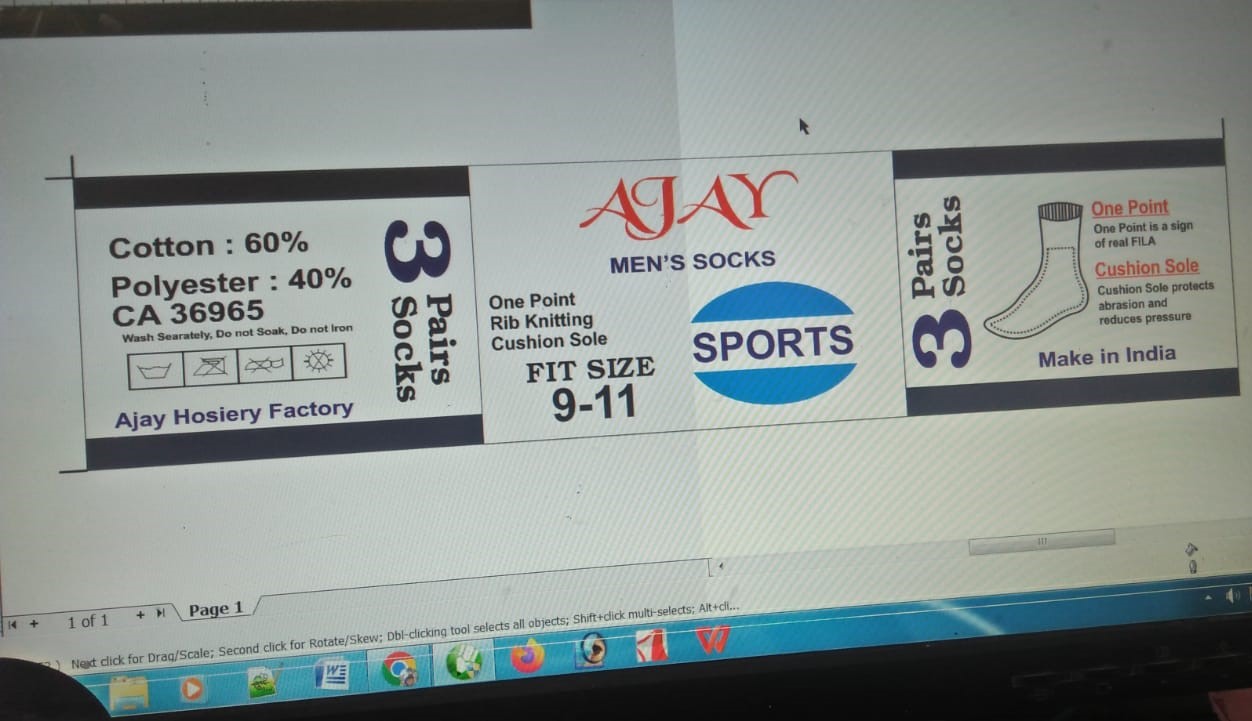 Cotton : 60%
Polyester : 40%
CA 36965
Wash Searately, Do not Soak, Do not Iron
Ajay Hosiery Factory
3 Pairs
Socks
AJAY
MEN'S SOCKS
One Point
Rib Knitting
Cushion Sole
FIT SIZE
9-11
SPORTS
3 Pairs
Socks
One Point
One Point is a sign
of real FILA
Cushion Sole
Cushion Sole protects
abrasion and
reduces pressure
Make in India
1 of 1
Page 1
Next click for Drag/Scale; Second click for Rotate/Skew; Dbl-clicking tool selects all objects; Shift+click multi-selects; Alt+cli...